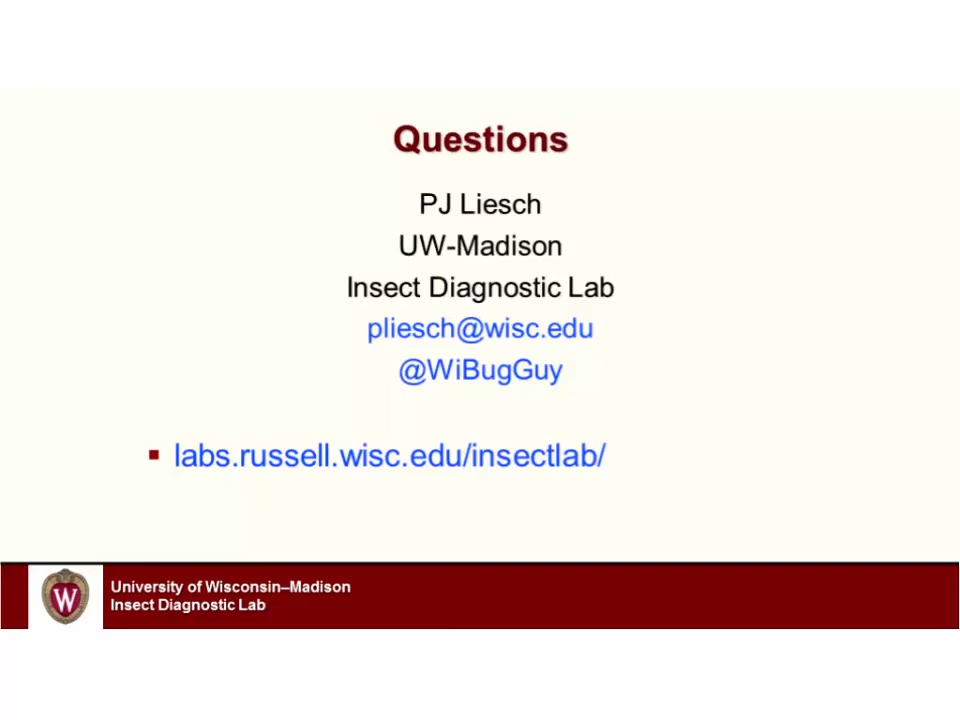 Questions
PJ Liesch
UW-Madison
Insect Diagnostic Lab
pliesch@wisc.edu
@WiBugGuy
▪ labs.russell.wisc.edu/insectlab/
W
University of Wisconsin–Madison
Insect Diagnostic Lab